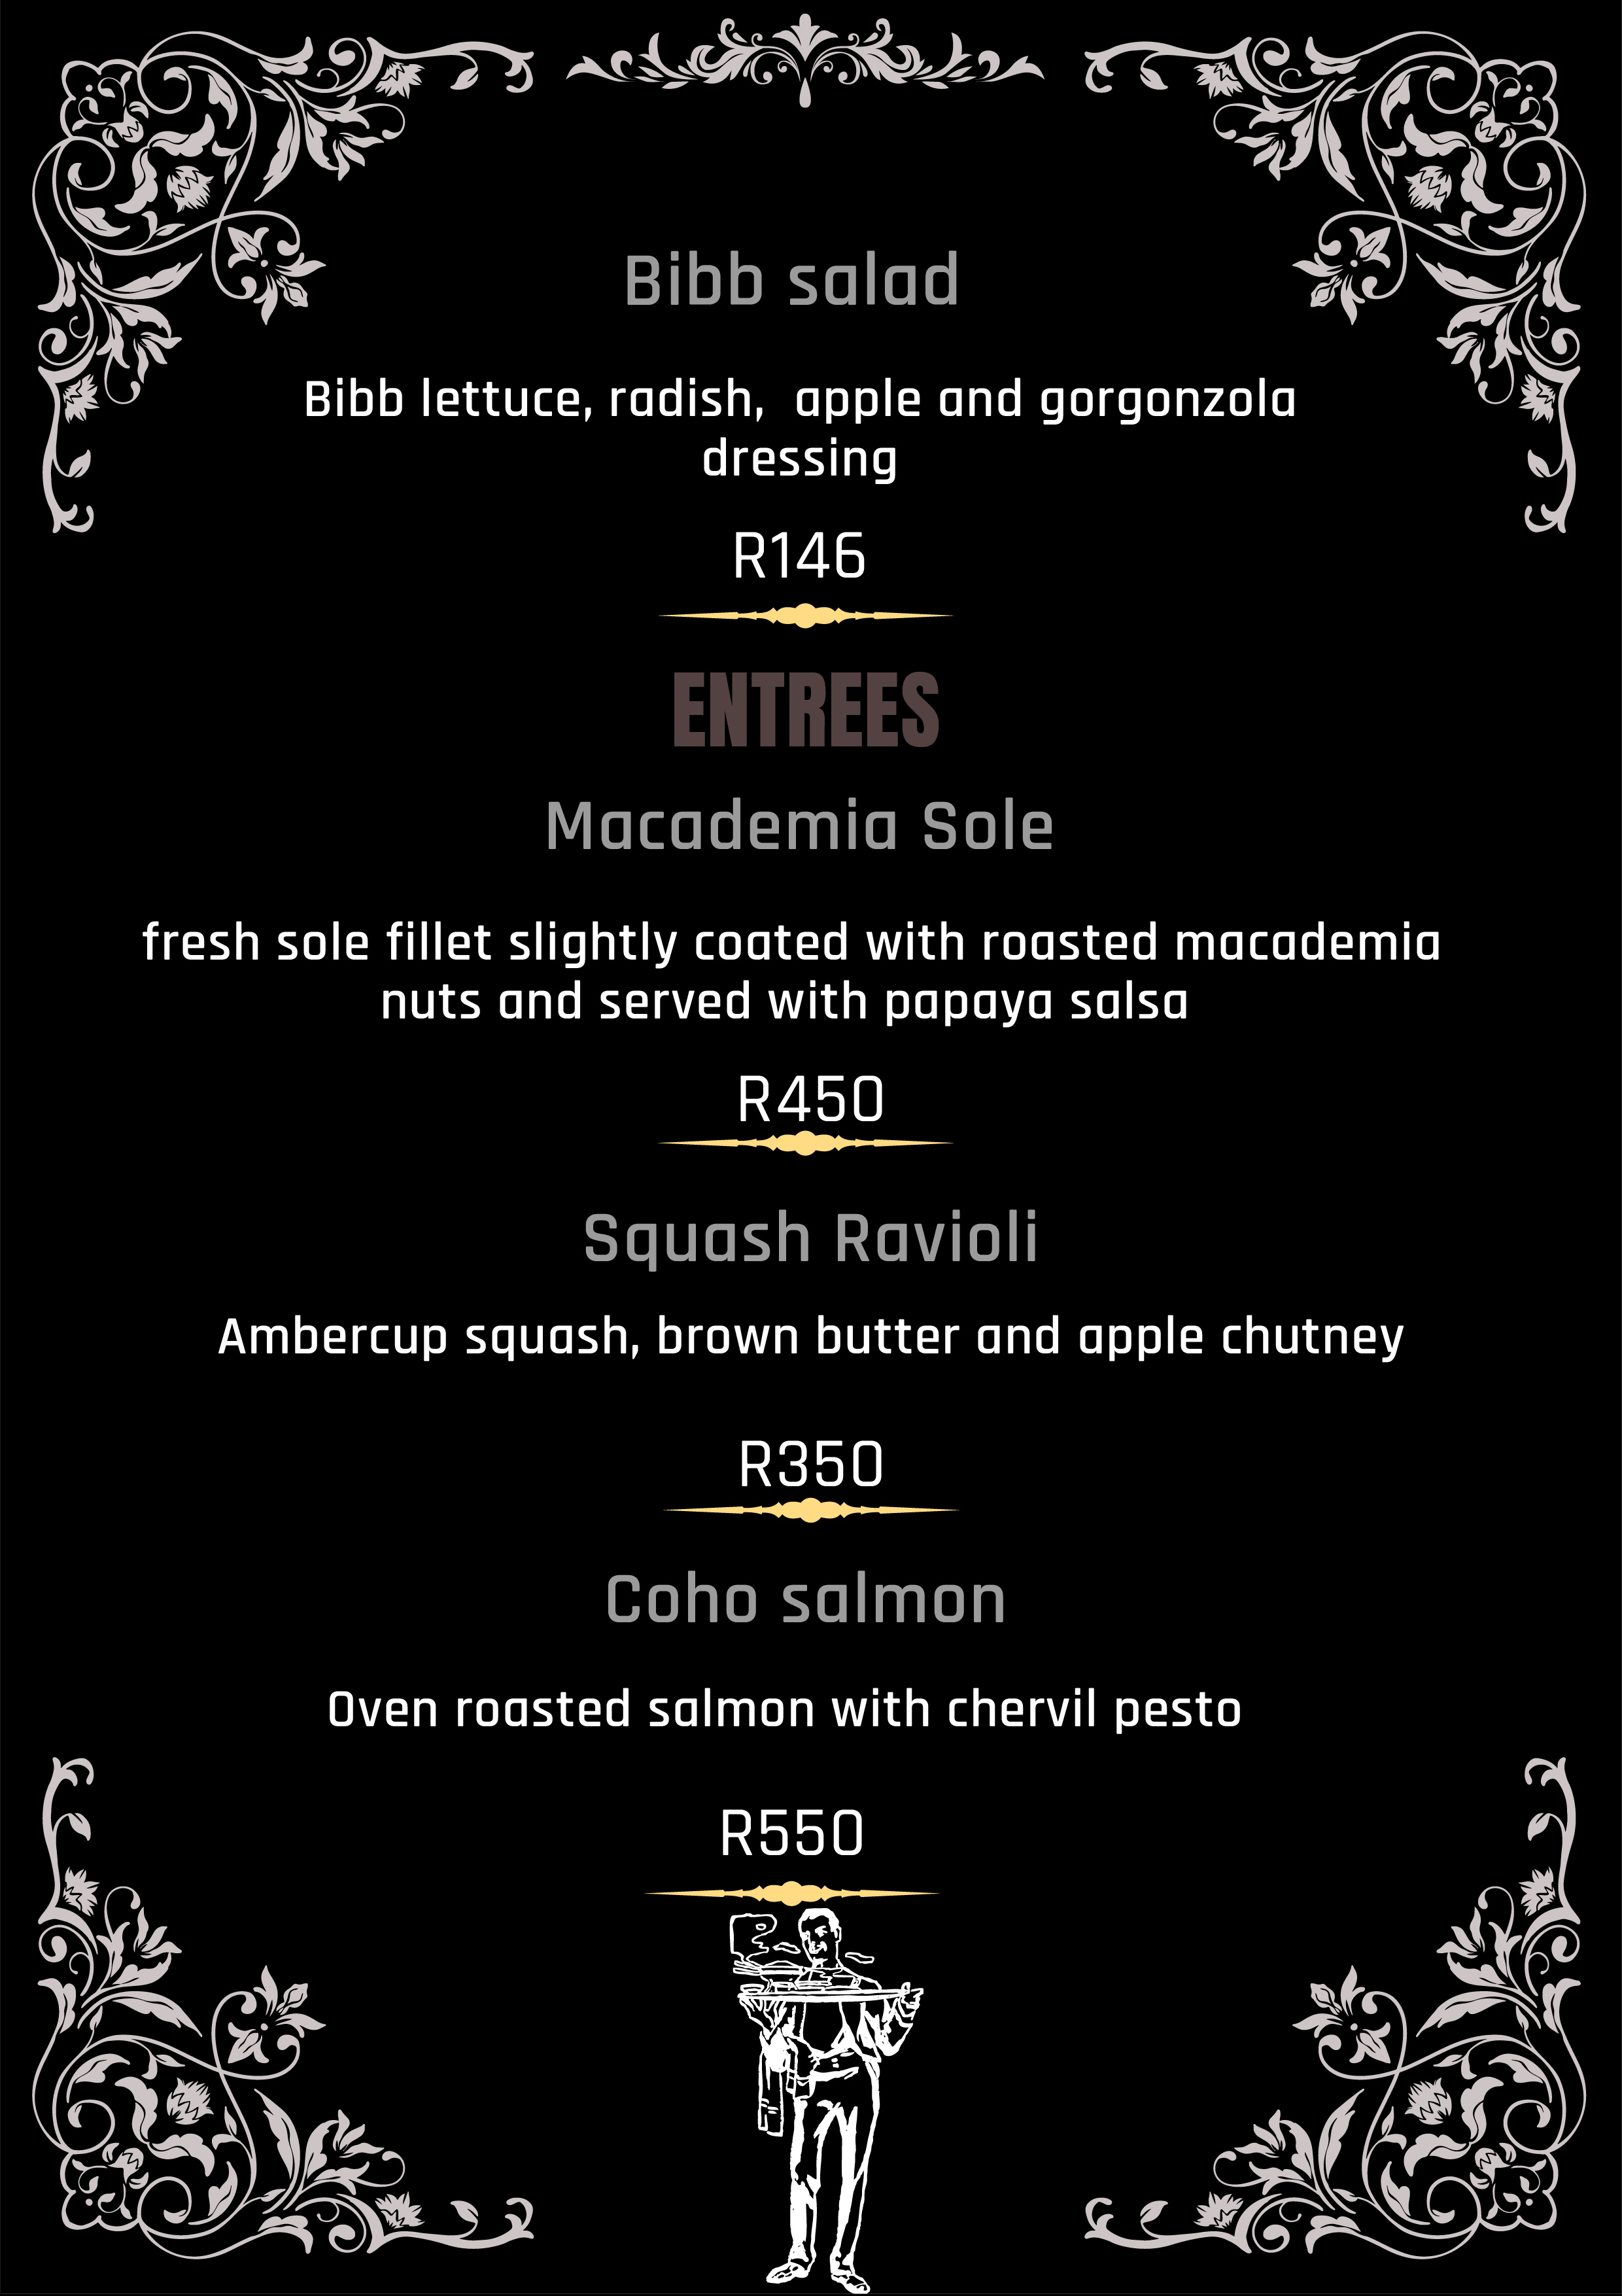 Bibb salad
Bibb lettuce, radish,  apple and gorgonzola
dressing
R146
ENTREES
Macademia Sole
fresh sole fillet slightly coated with roasted macademia
nuts and served with papaya salsa
R450
Squash Ravioli
Ambercup squash, brown butter and apple chutney
R350
Coho salmon
Oven roasted salmon with chervil pesto
R550